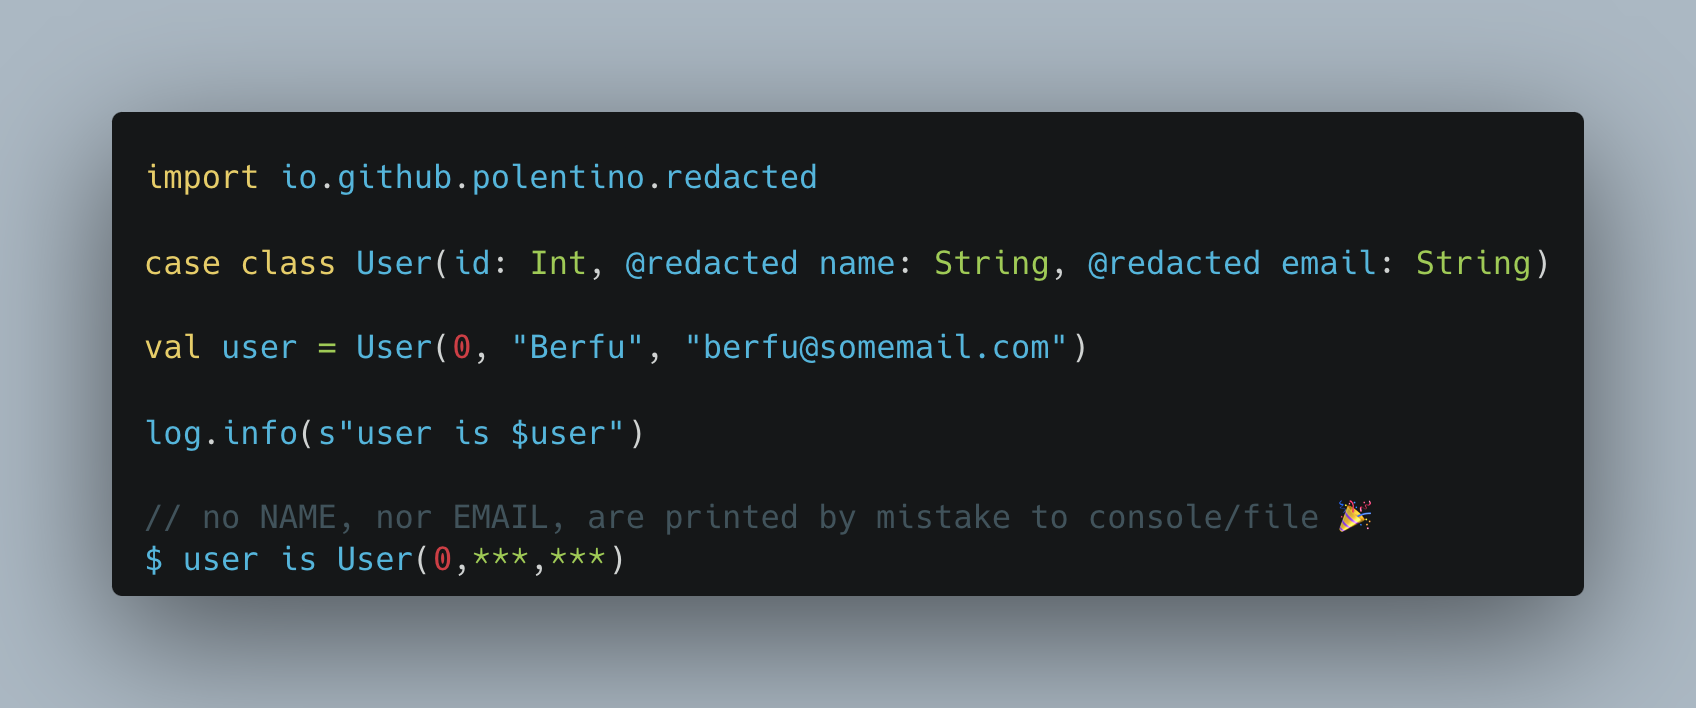 import io.github.polentino.redacted
case class User(id: Int, @redacted name: String, @redacted email: String)
val user = User(0, "Berfu", "berfu@somemail.com")
log.info(s"user is $user")
// no NAME, nor EMAIL, are printed by mistake to console/file 🎉
$ user is User(0,***,***)